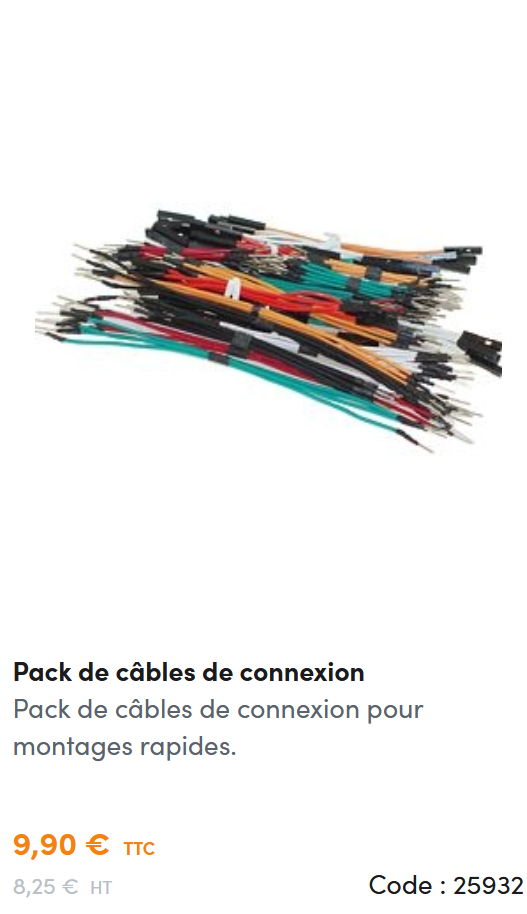 Pack de câbles de connexion
Pack de câbles de connexion pour
montages rapides.
9,90 € TTC
8,25 € HT
Code : 25932